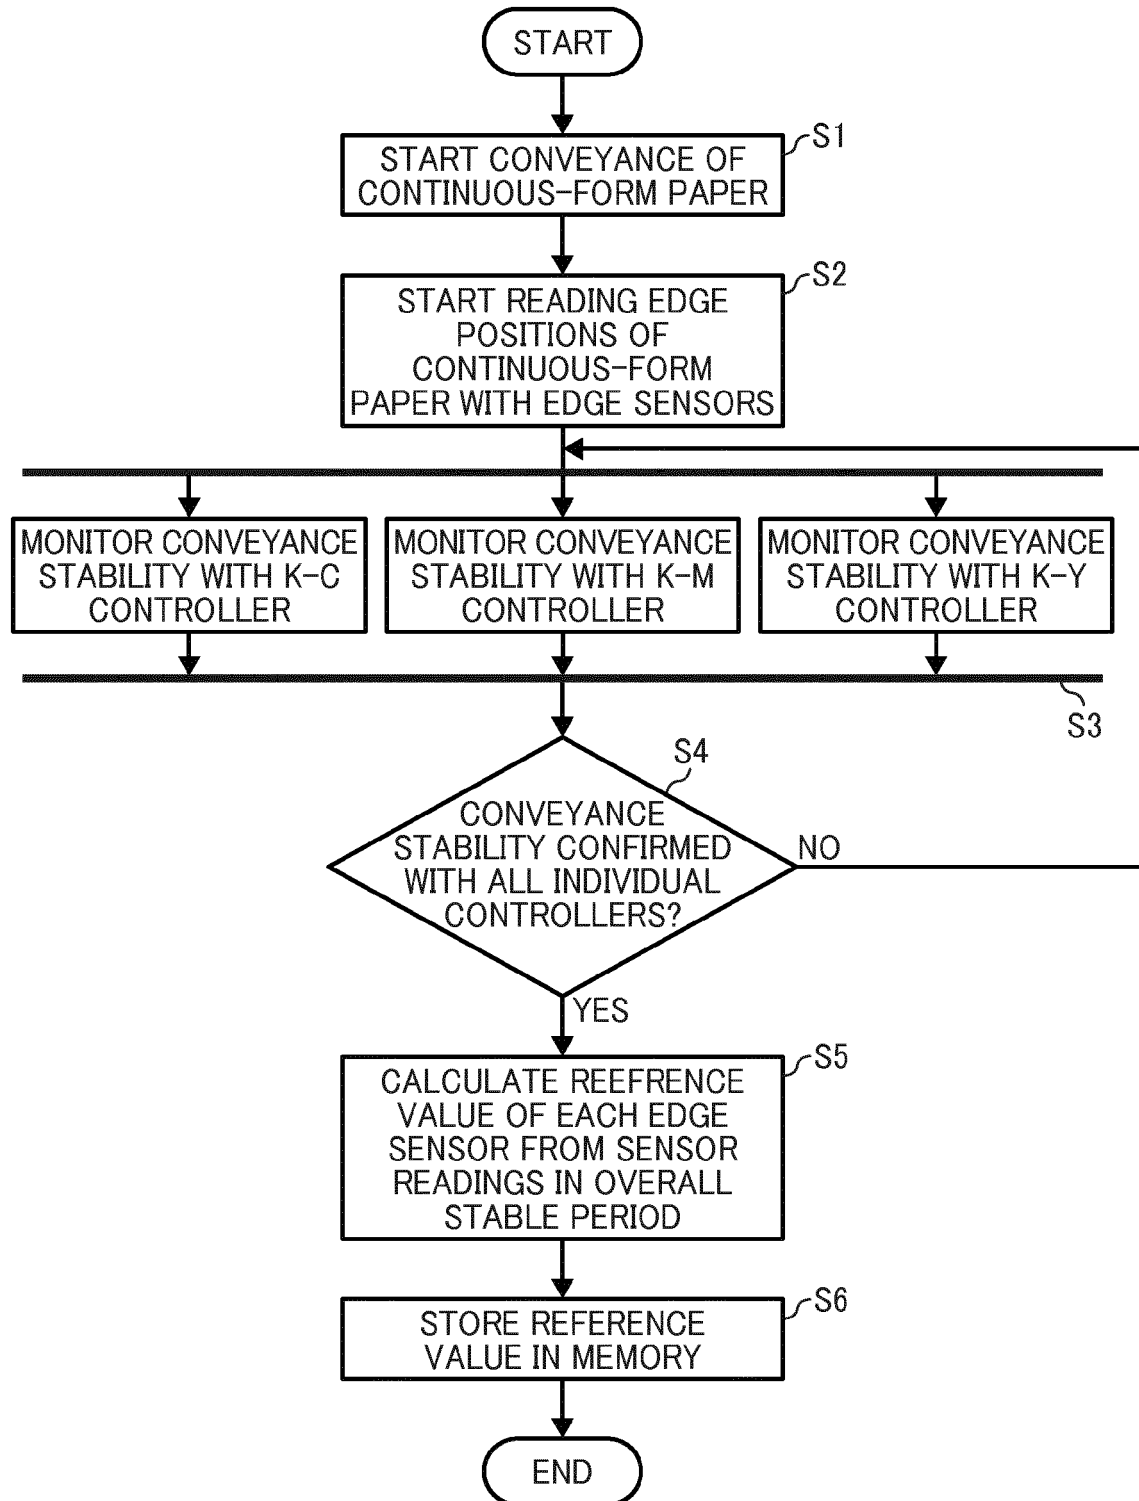 START
S1
START CONVEYANCE OF
CONTINUOUS-FORM PAPER
S2
START READING EDGE
POSITIONS OF
CONTINUOUS-FORM
PAPER WITH EDGE SENSORS
MONITOR CONVEYANCE
STABILITY WITH K-C
CONTROLLER
MONITOR CONVEYANCE
STABILITY WITH K-M
CONTROLLER
MONITOR CONVEYANCE
STABILITY WITH K-Y
CONTROLLER
S3
S4
CONVEYANCE
STABILITY CONFIRMED
WITH ALL INDIVIDUAL
CONTROLLERS?
NO
YES
S5
CALCULATE REEFRENCE
VALUE OF EACH EDGE
SENSOR FROM SENSOR
READINGS IN OVERALL
STABLE PERIOD
S6
STORE REFERENCE
VALUE IN MEMORY
END